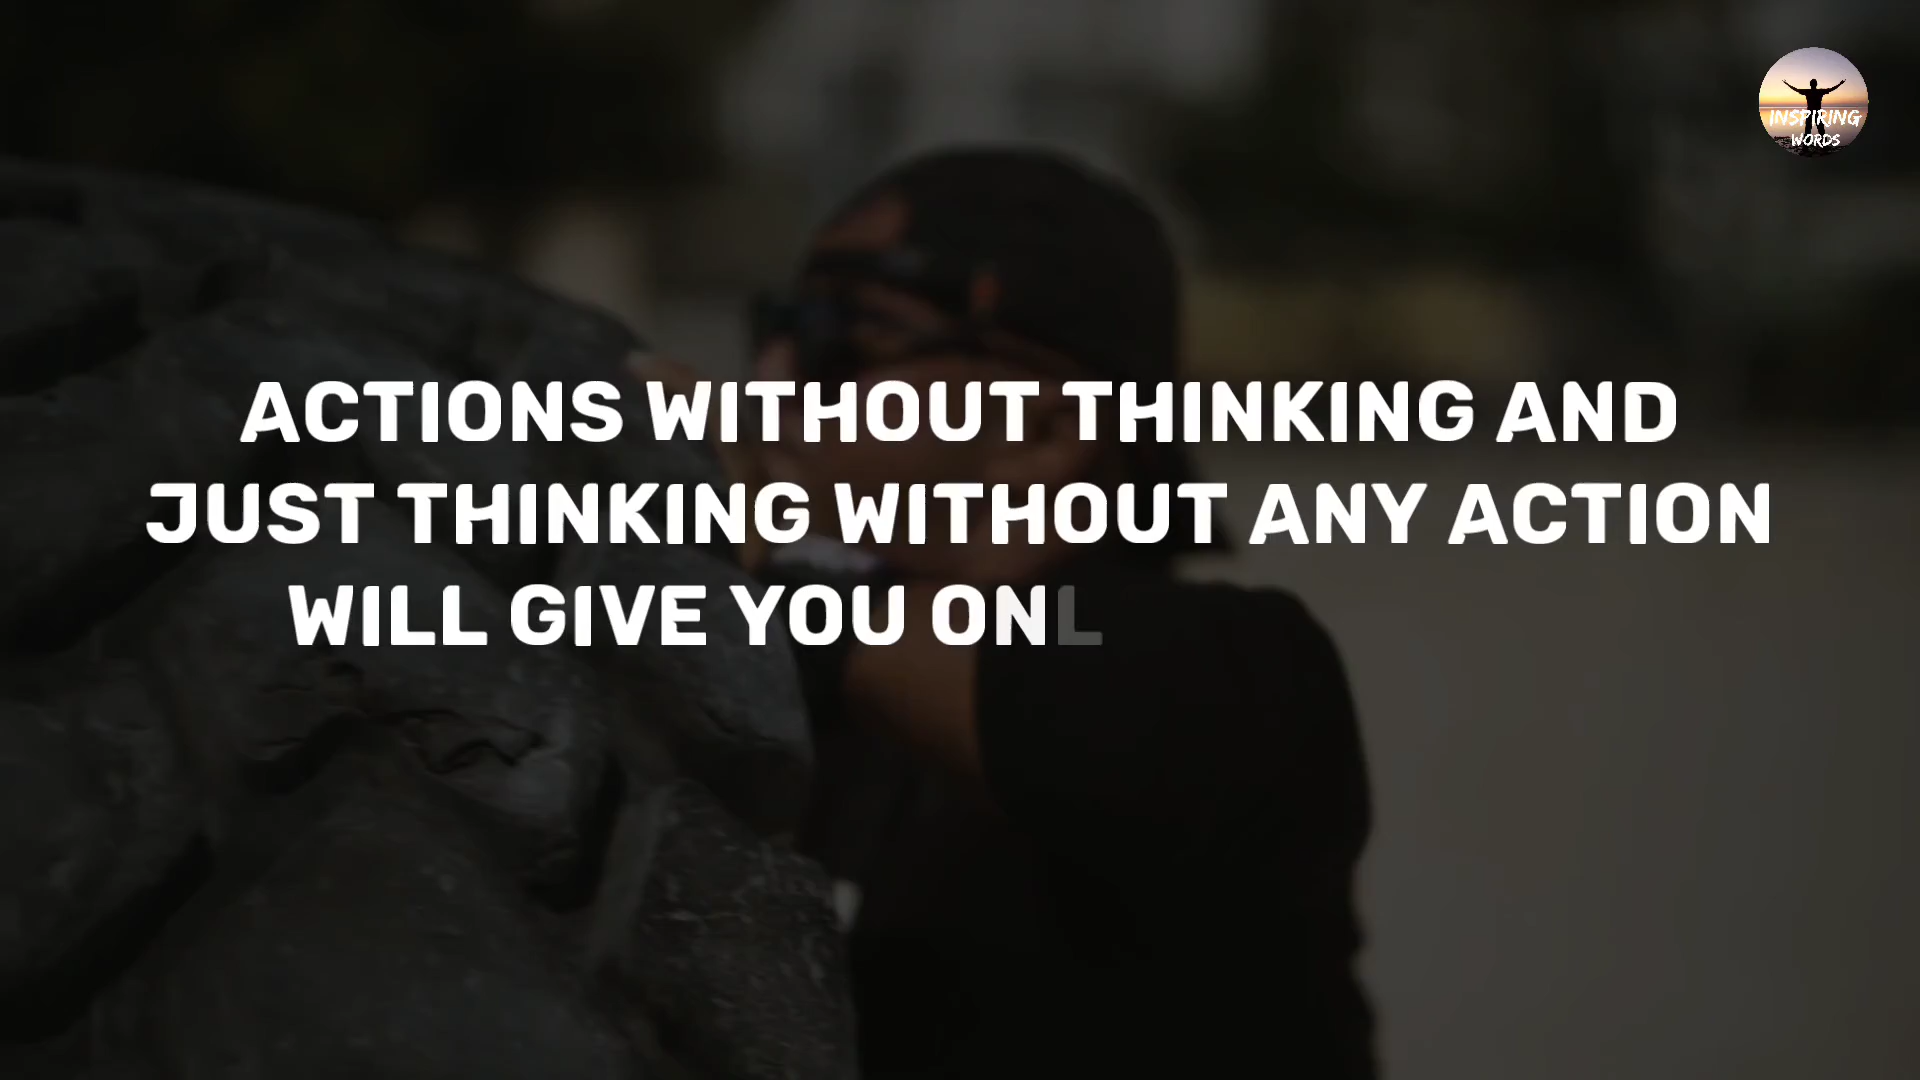 INSPIRING
WORDS
ACTIONS WITHOUT THINKING AND
JUST THINKING WITHOUT ANY ACTION
WILL GIVE YOU ONL